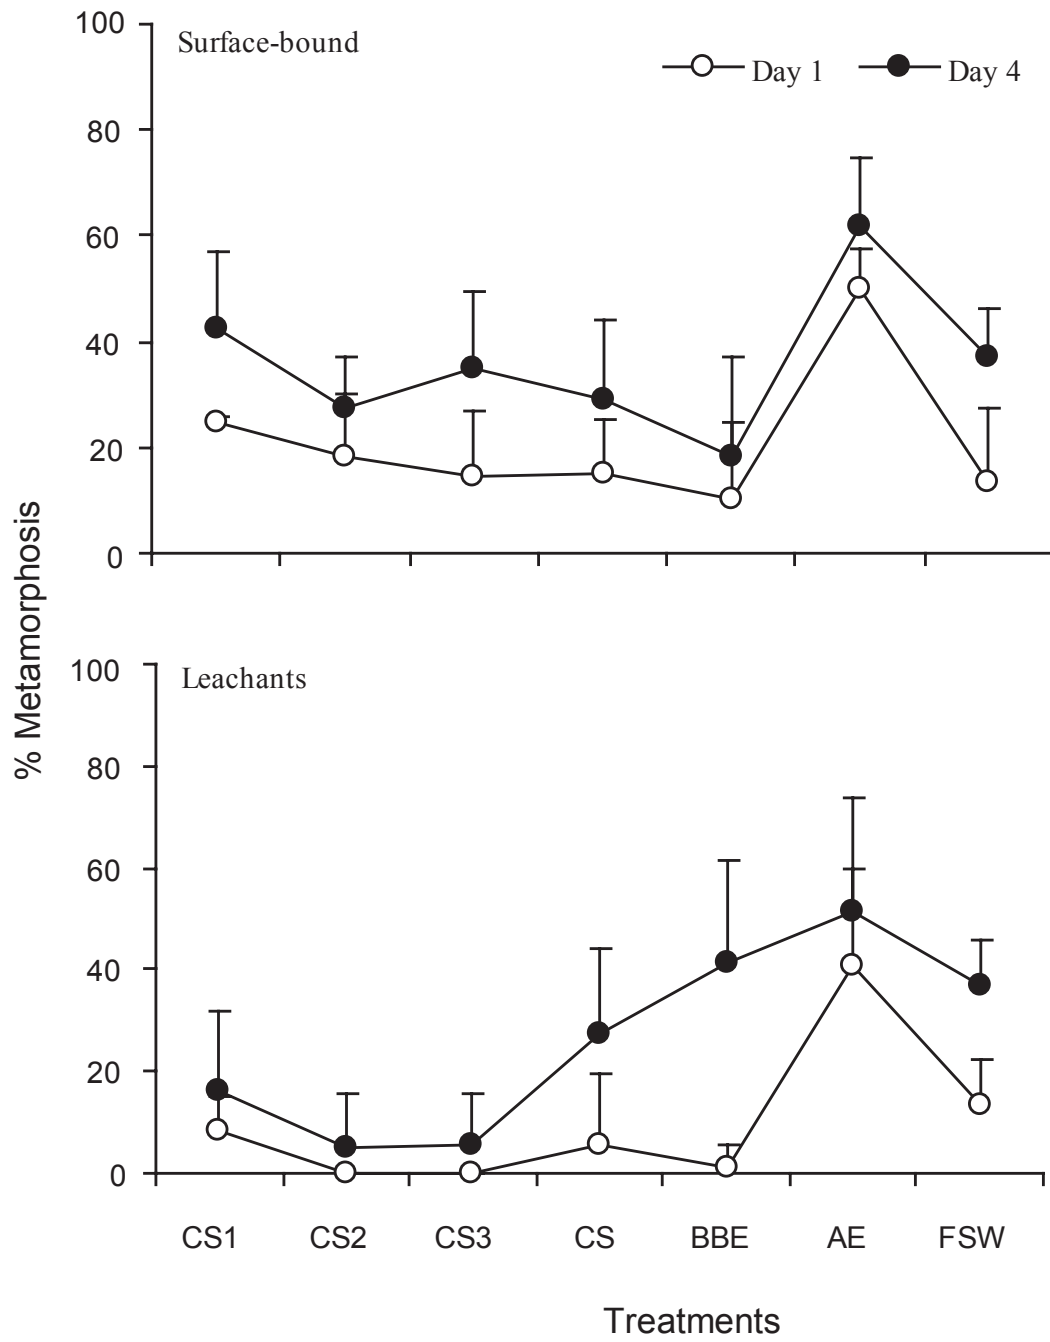 100
Surface-bound
Day 1
Day 4
80
60
40
20
0
% Metamorphosis
100
Leachants
80
60
40
20
0
CS1 CS2 CS3 CS BBE AE FSW
Treatments